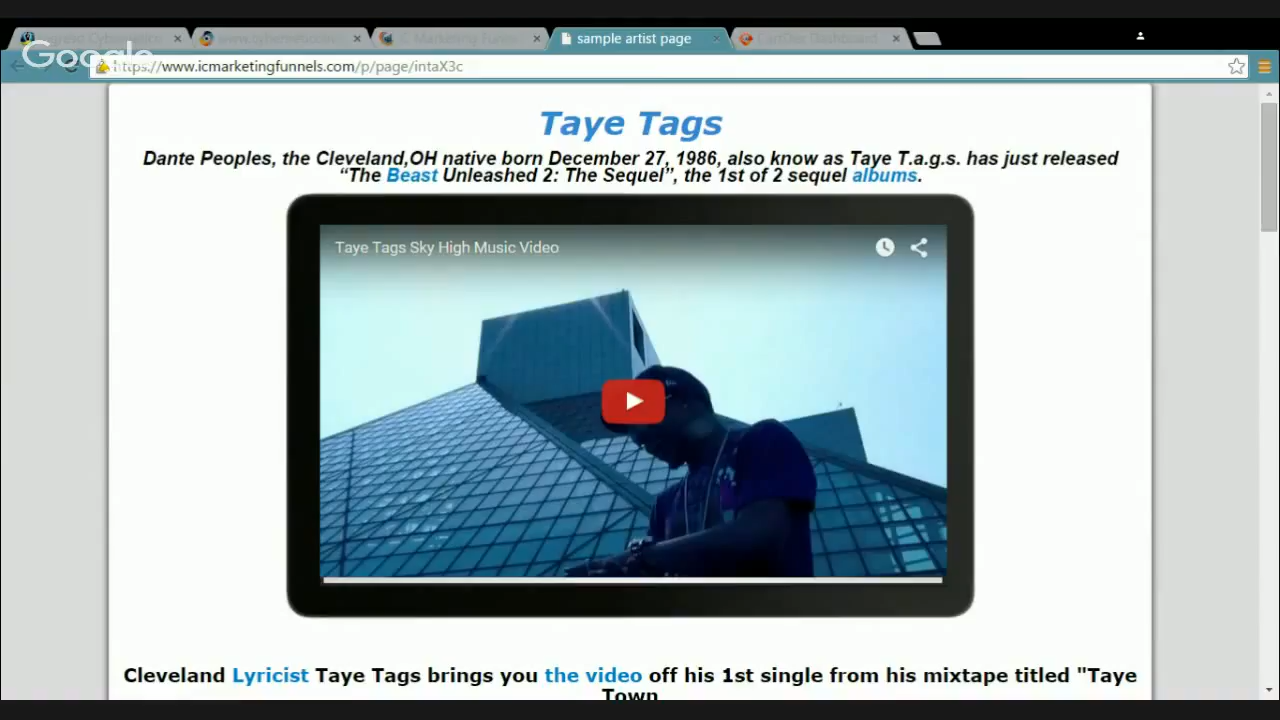 sample artist page
Google
https://www.icmarketingfunnels.com/p/page/intaX3c
Taye Tags
Dante Peoples, the Cleveland,OH native born December 27, 1986, also know as Taye T.a.g.s. has just released
“The Beast Unleashed 2: The Sequel”, the 1st of 2 sequel albums.
Taye Tags Sky High Music Video
Cleveland Lyricist Taye Tags brings you the video off his 1st single from his mixtape titled "Taye
Town